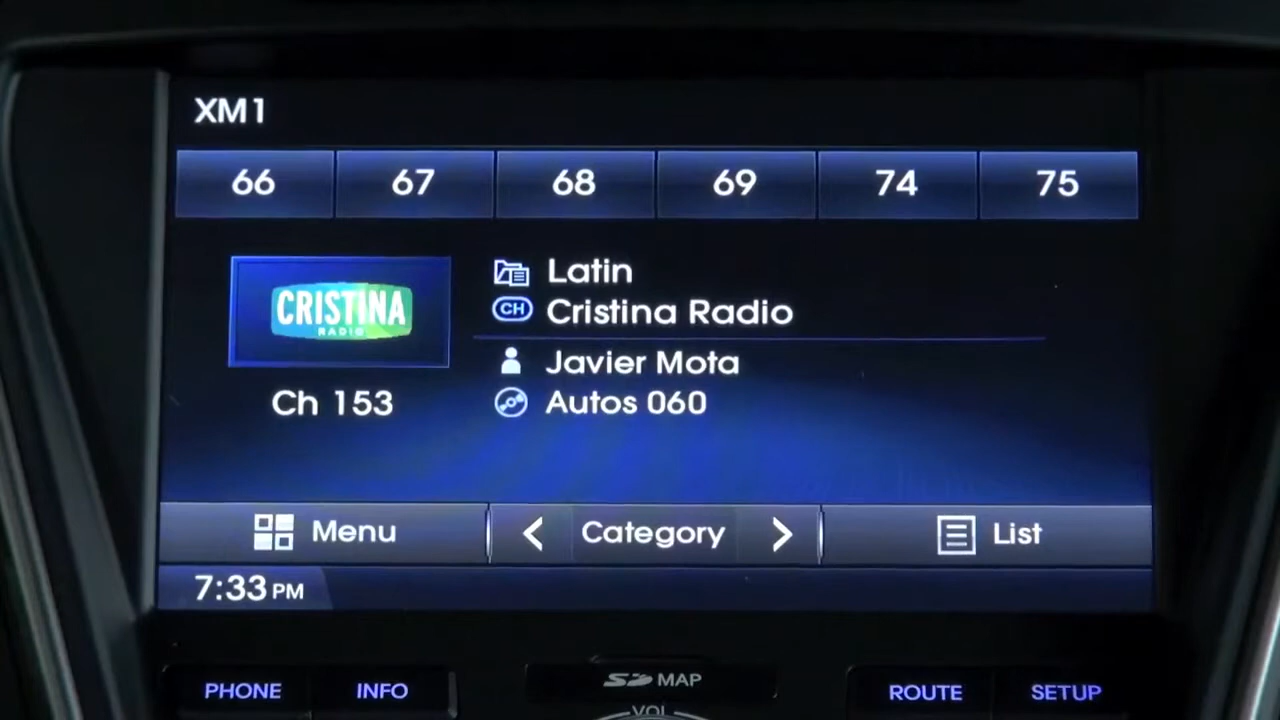 XM1
66 67 68 69 74 75
CRISTINA
RADIO
Ch 153
Latin
CH Cristina Radio
Javier Mota
Autos 060
Menu Category List
7:33 PM
PHONE INFO SD MAP ROUTE SETUP
VOL